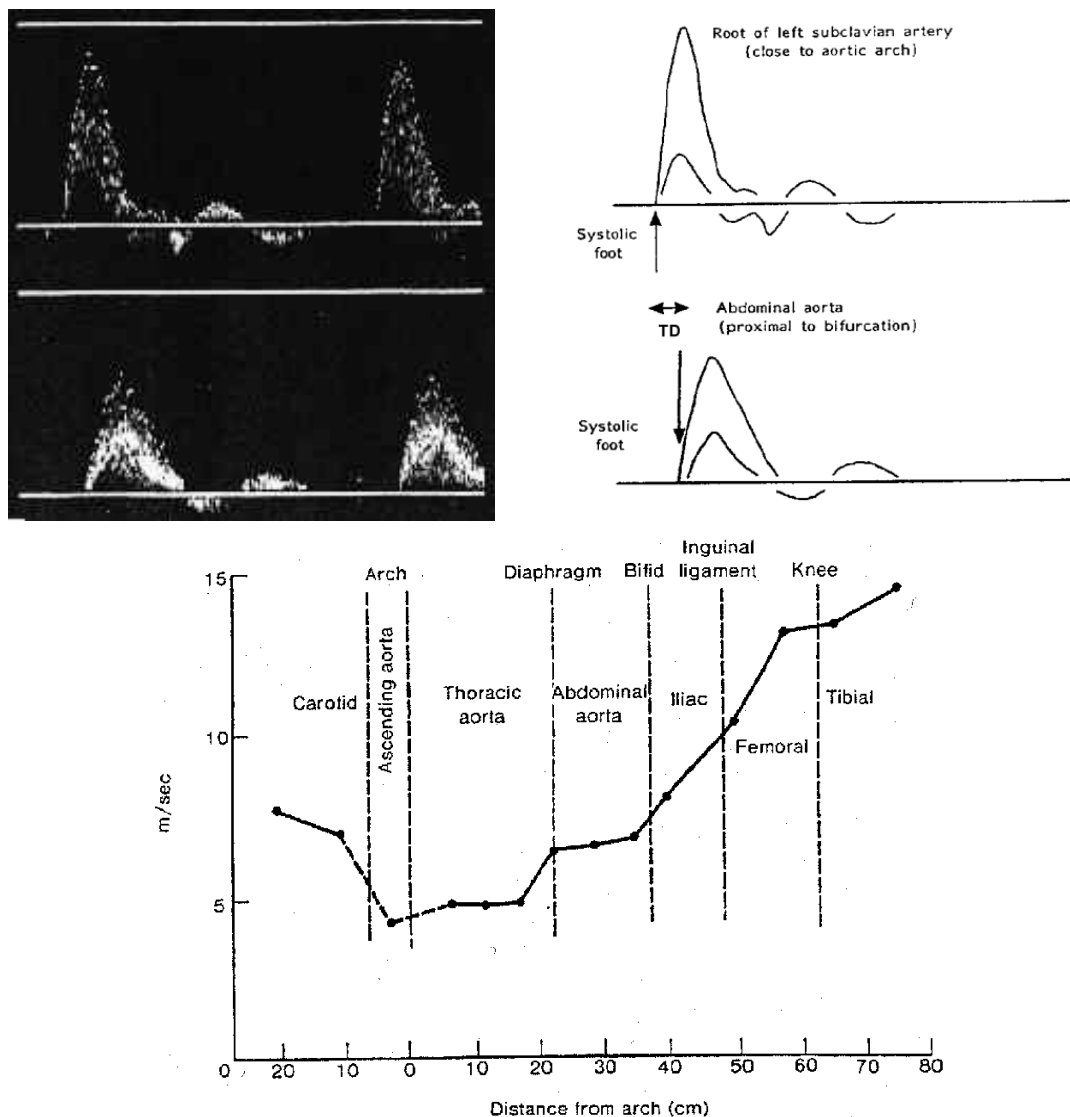 Root of left subclavian artery
(close to aortic arch)
Systolic
foot
TD
Abdominal aorta
(proximal to bifurcation)
Systolic
foot
m/sec
15
10
5
Arch
Diaphragm
Bifid
Inguinal
ligament
Knee
Carotid
Ascending aorta
Thoracic
aorta
Abdominal
aorta
Iliac
Femoral
Tibial
0 20 10 0 10 20 30 40 50 60 70 80
Distance from arch (cm)